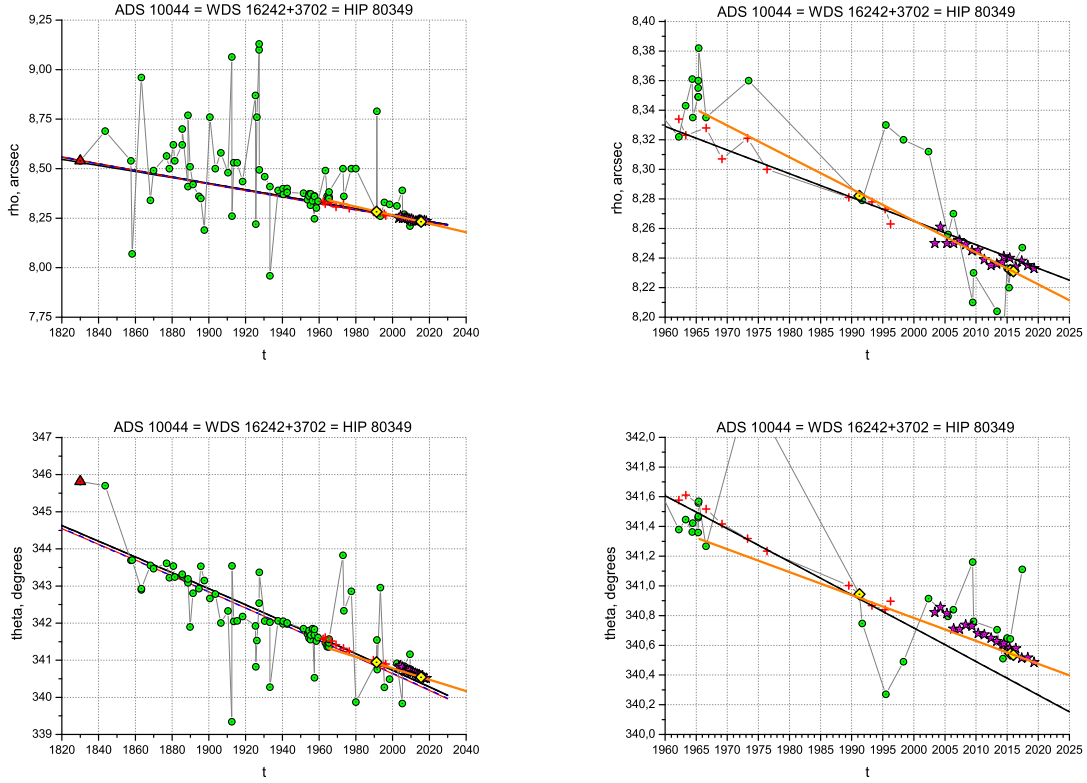 ADS 10044 = WDS 16242+3702 = HIP 80349
rho, arcsec
9,25
9,00
8,75
8,50
8,25
8,00
7,75
1820 1840 1860 1880 1900 1920 1940 1960 1980 2000 2020 2040
t
ADS 10044 = WDS 16242+3702 = HIP 80349
rho, arcsec
8,40
8,38
8,36
8,34
8,32
8,30
8,28
8,26
8,24
8,22
8,20
1960 1965 1970 1975 1980 1985 1990 1995 2000 2005 2010 2015 2020 2025
t
ADS 10044 = WDS 16242+3702 = HIP 80349
theta, degrees
347
346
345
344
343
342
341
340
339
1820 1840 1860 1880 1900 1920 1940 1960 1980 2000 2020 2040
t
ADS 10044 = WDS 16242+3702 = HIP 80349
theta, degrees
342,0
341,8
341,6
341,4
341,2
341,0
340,8
340,6
340,4
340,2
340,0
1960 1965 1970 1975 1980 1985 1990 1995 2000 2005 2010 2015 2020 2025
t